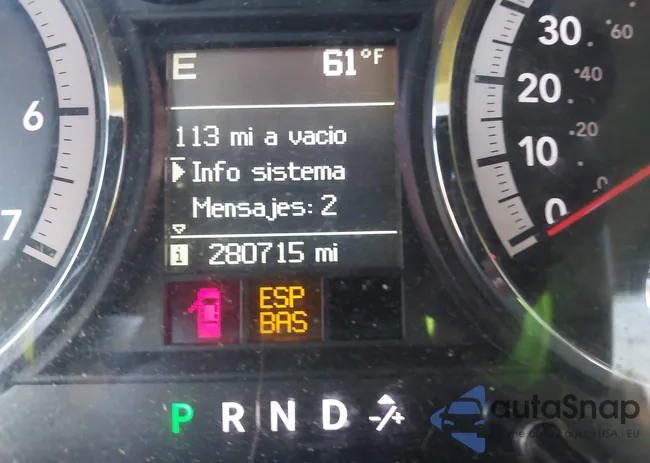 E 61°F
113 mi a vacio
Info sistema
Mensajes: 2
i 280715 mi
ESP
BAS
P R N D -/+
6
7
30
20
10
0
60
40
20
0
autoSnap